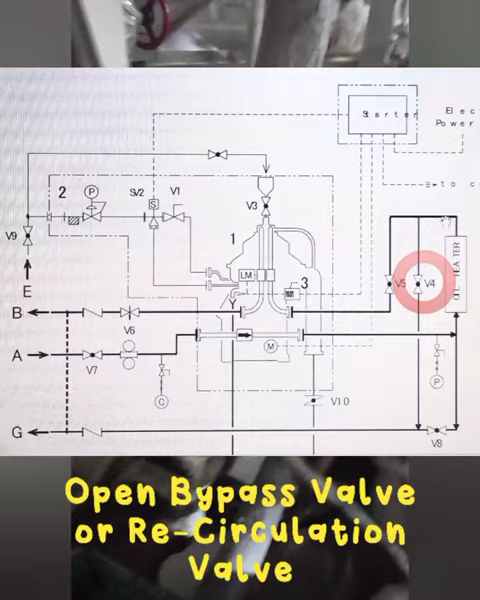 Starter
Elec
Power
to c
2
P
SV2
V1
S
V3
V9
1
3
LM
E
V5
V4
OIL HEATER
B
V6
A
V7
M
C
V10
P
G
V8
Open Bypass Valve
or Re-Circulation
Valve